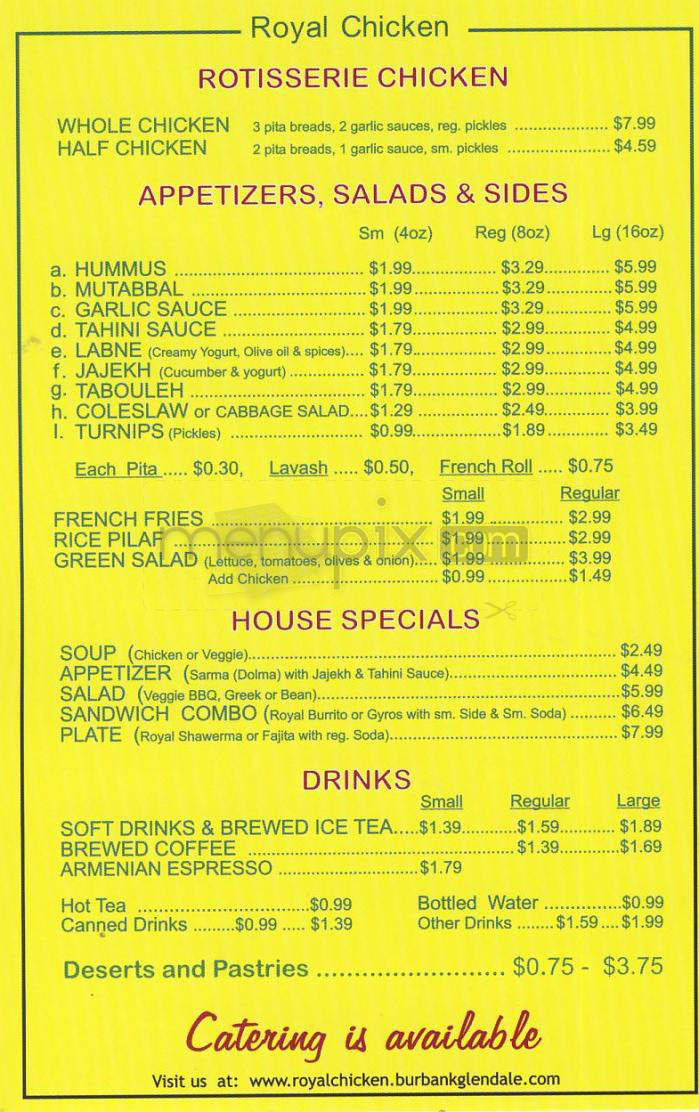 Royal Chicken
ROTISSERIE CHICKEN
WHOLE CHICKEN 3 pita breads, 2 garlic sauces, reg. pickles ..................... $7.99
HALF CHICKEN 2 pita breads, 1 garlic sauce, sm. pickles ....................... $4.59
APPETIZERS, SALADS & SIDES
Sm (4oz) Reg (8oz) Lg (16oz)
a. HUMMUS .................................... $1.99................. $3.29............. $5.99
b. MUTABBAL ................................. $1.99................. $3.29............. $5.99
c. GARLIC SAUCE .......................... $1.99................. $3.29............. $5.99
d. TAHINI SAUCE ........................... $1.79................. $2.99............. $4.99
e. LABNE (Creamy Yogurt, Olive oil & spices).... $1.79................. $2.99............. $4.99
f. JAJEKH (Cucumber & yogurt) ............... $1.79................. $2.99............. $4.99
g. TABOULEH ................................. $1.79................. $2.99............. $4.99
h. COLESLAW or CABBAGE SALAD.... $1.29 ................ $2.49............. $3.99
I. TURNIPS (Pickles) ......................... $0.99................. $1.89............. $3.49
Each Pita ..... $0.30, Lavash ..... $0.50, French Roll ..... $0.75
Small Regular
FRENCH FRIES ............................................. $1.99 ............... $2.99
RICE PILAF .................................................. $1.99 ............... $2.99
GREEN SALAD (Lettuce, tomatoes, olives & onion)..... $1.99 ............... $3.99
Add Chicken ............................ $0.99 ............... $1.49
menupix.com
HOUSE SPECIALS
SOUP (Chicken or Veggie)........................................................................ $2.49
APPETIZER (Sarma (Dolma) with Jajekh & Tahini Sauce)................................ $4.49
SALAD (Veggie BBQ, Greek or Bean)......................................................... $5.99
SANDWICH COMBO (Royal Burrito or Gyros with sm. Side & Sm. Soda) .......... $6.49
PLATE (Royal Shawerma or Fajita with reg. Soda)........................................... $7.99
DRINKS
Small Regular Large
SOFT DRINKS & BREWED ICE TEA.....$1.39............$1.59............ $1.89
BREWED COFFEE .................................................... $1.39............$1.69
ARMENIAN ESPRESSO ...........................$1.79
Hot Tea .................................$0.99 Bottled Water ...............$0.99
Canned Drinks .........$0.99 ..... $1.39 Other Drinks ........$1.59....$1.99
Deserts and Pastries .......................... $0.75 - $3.75
Catering is available
Visit us at: www.royalchicken.burbankglendale.com